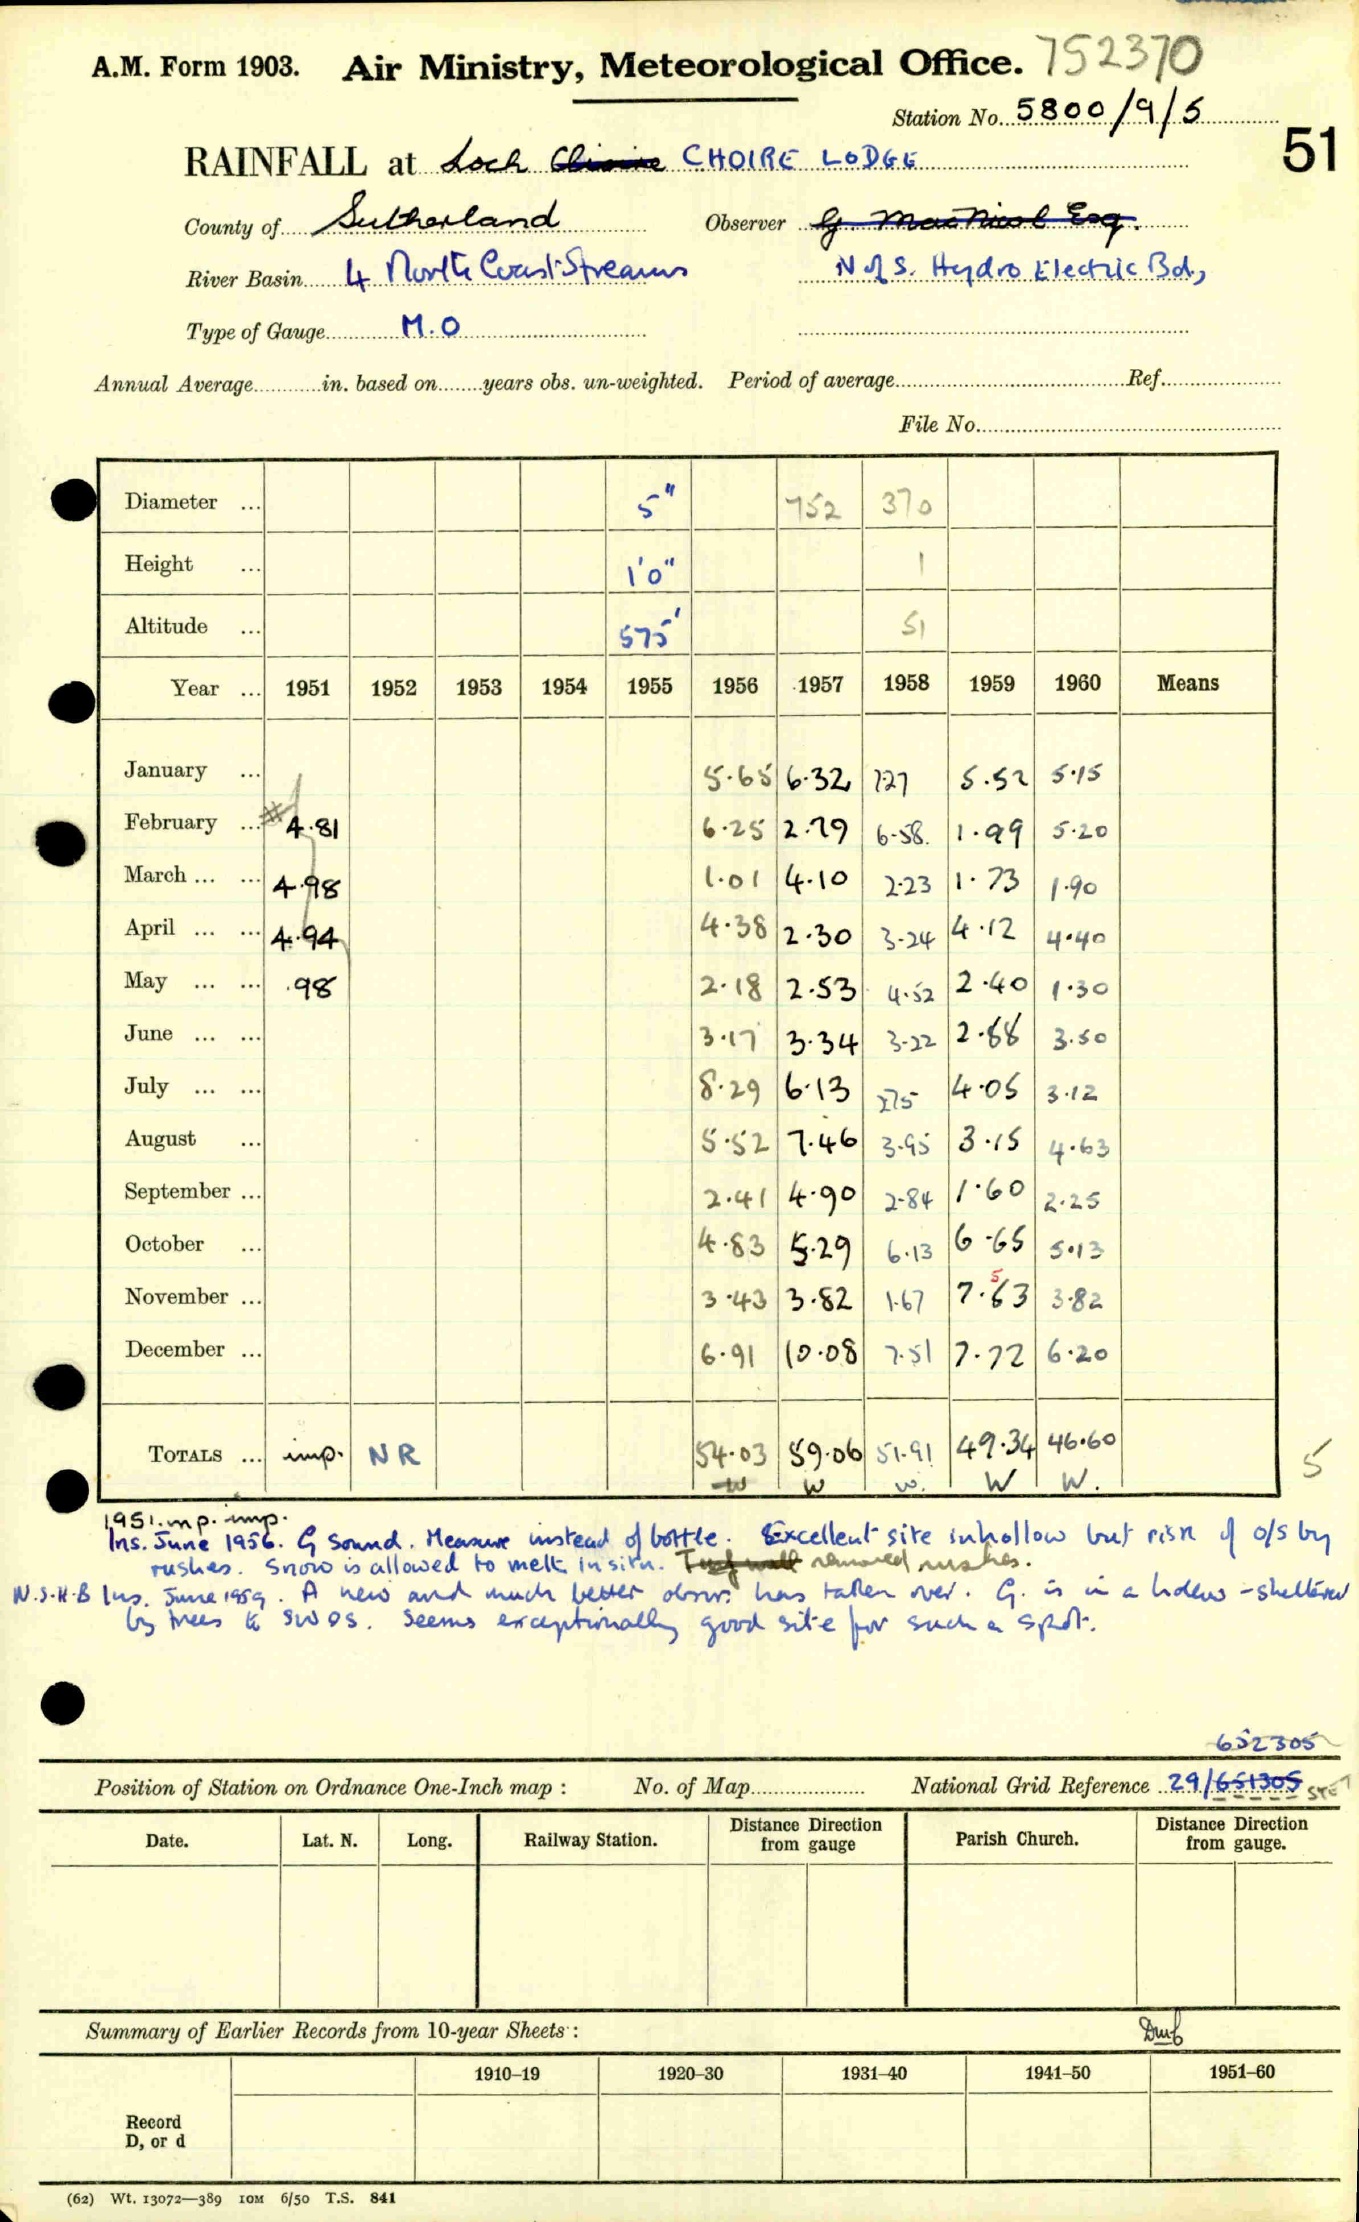 A.M. Form 1903. Air Ministry, Meteorological Office. 752370
Station No. 5800/9/5
51
RAINFALL at Loch CHOIRE LODGE
County of Sutherland Observer G MacNicol Esq.
River Basin 4 North Coast Streams N of S. Hydro Electric Bd,
Type of Gauge M.O
Annual Average in. based on years obs. un-weighted. Period of average Ref.
File No.
Diameter ... 5" 752 370
Height ... 1'0" 1
Altitude ... 575' 51
Year ... 1951 1952 1953 1954 1955 1956 1957 1958 1959 1960 Means
January ... 5.65 6.32 7.27 5.52 5.15
February ... 4.81 6.25 2.79 6.58 1.99 5.20
March ... ... 4.98 1.01 4.10 2.23 1.73 1.90
April ... ... 4.94 4.38 2.30 3.24 4.12 4.40
May ... ... .98 2.18 2.53 4.52 2.40 1.30
June ... ... 3.17 3.34 3.22 2.88 3.50
July ... ... 8.29 6.13 2.75 4.05 3.12
August ... 5.52 7.46 3.95 3.15 4.63
September ... 2.41 4.90 2.84 1.60 2.25
October ... 4.83 5.29 6.13 6.65 5.13
5
November ... 3.43 3.82 1.67 7.63 3.82
December ... 6.91 10.08 7.51 7.72 6.20
TOTALS ... imp. NR 54.03 59.06 51.91 49.34 46.60 5
W W W. W W.
1951. imp.
Ins. June 1956. G sound. Measure instead of bottle. Excellent site in hollow but risk of o/s by
rushes. Snow is allowed to melt in situ. Turf wall removed rushes.
N.S.H.B Ins. June 1959. A new and much better obsvr. has taken over. G. is in a hollow - sheltered
by trees to SW & S. Seems exceptionally good site for such a spot.
652305
Position of Station on Ordnance One-Inch map : No. of Map National Grid Reference 29/651305 STET
Date. Lat. N. Long. Railway Station. Distance Direction from gauge Parish Church. Distance Direction from gauge.
Summary of Earlier Records from 10-year Sheets :
1910–19 1920–30 1931–40 1941–50 1951–60
Record
D, or d
(62) Wt. 13072—389 10M 6/50 T.S. 841